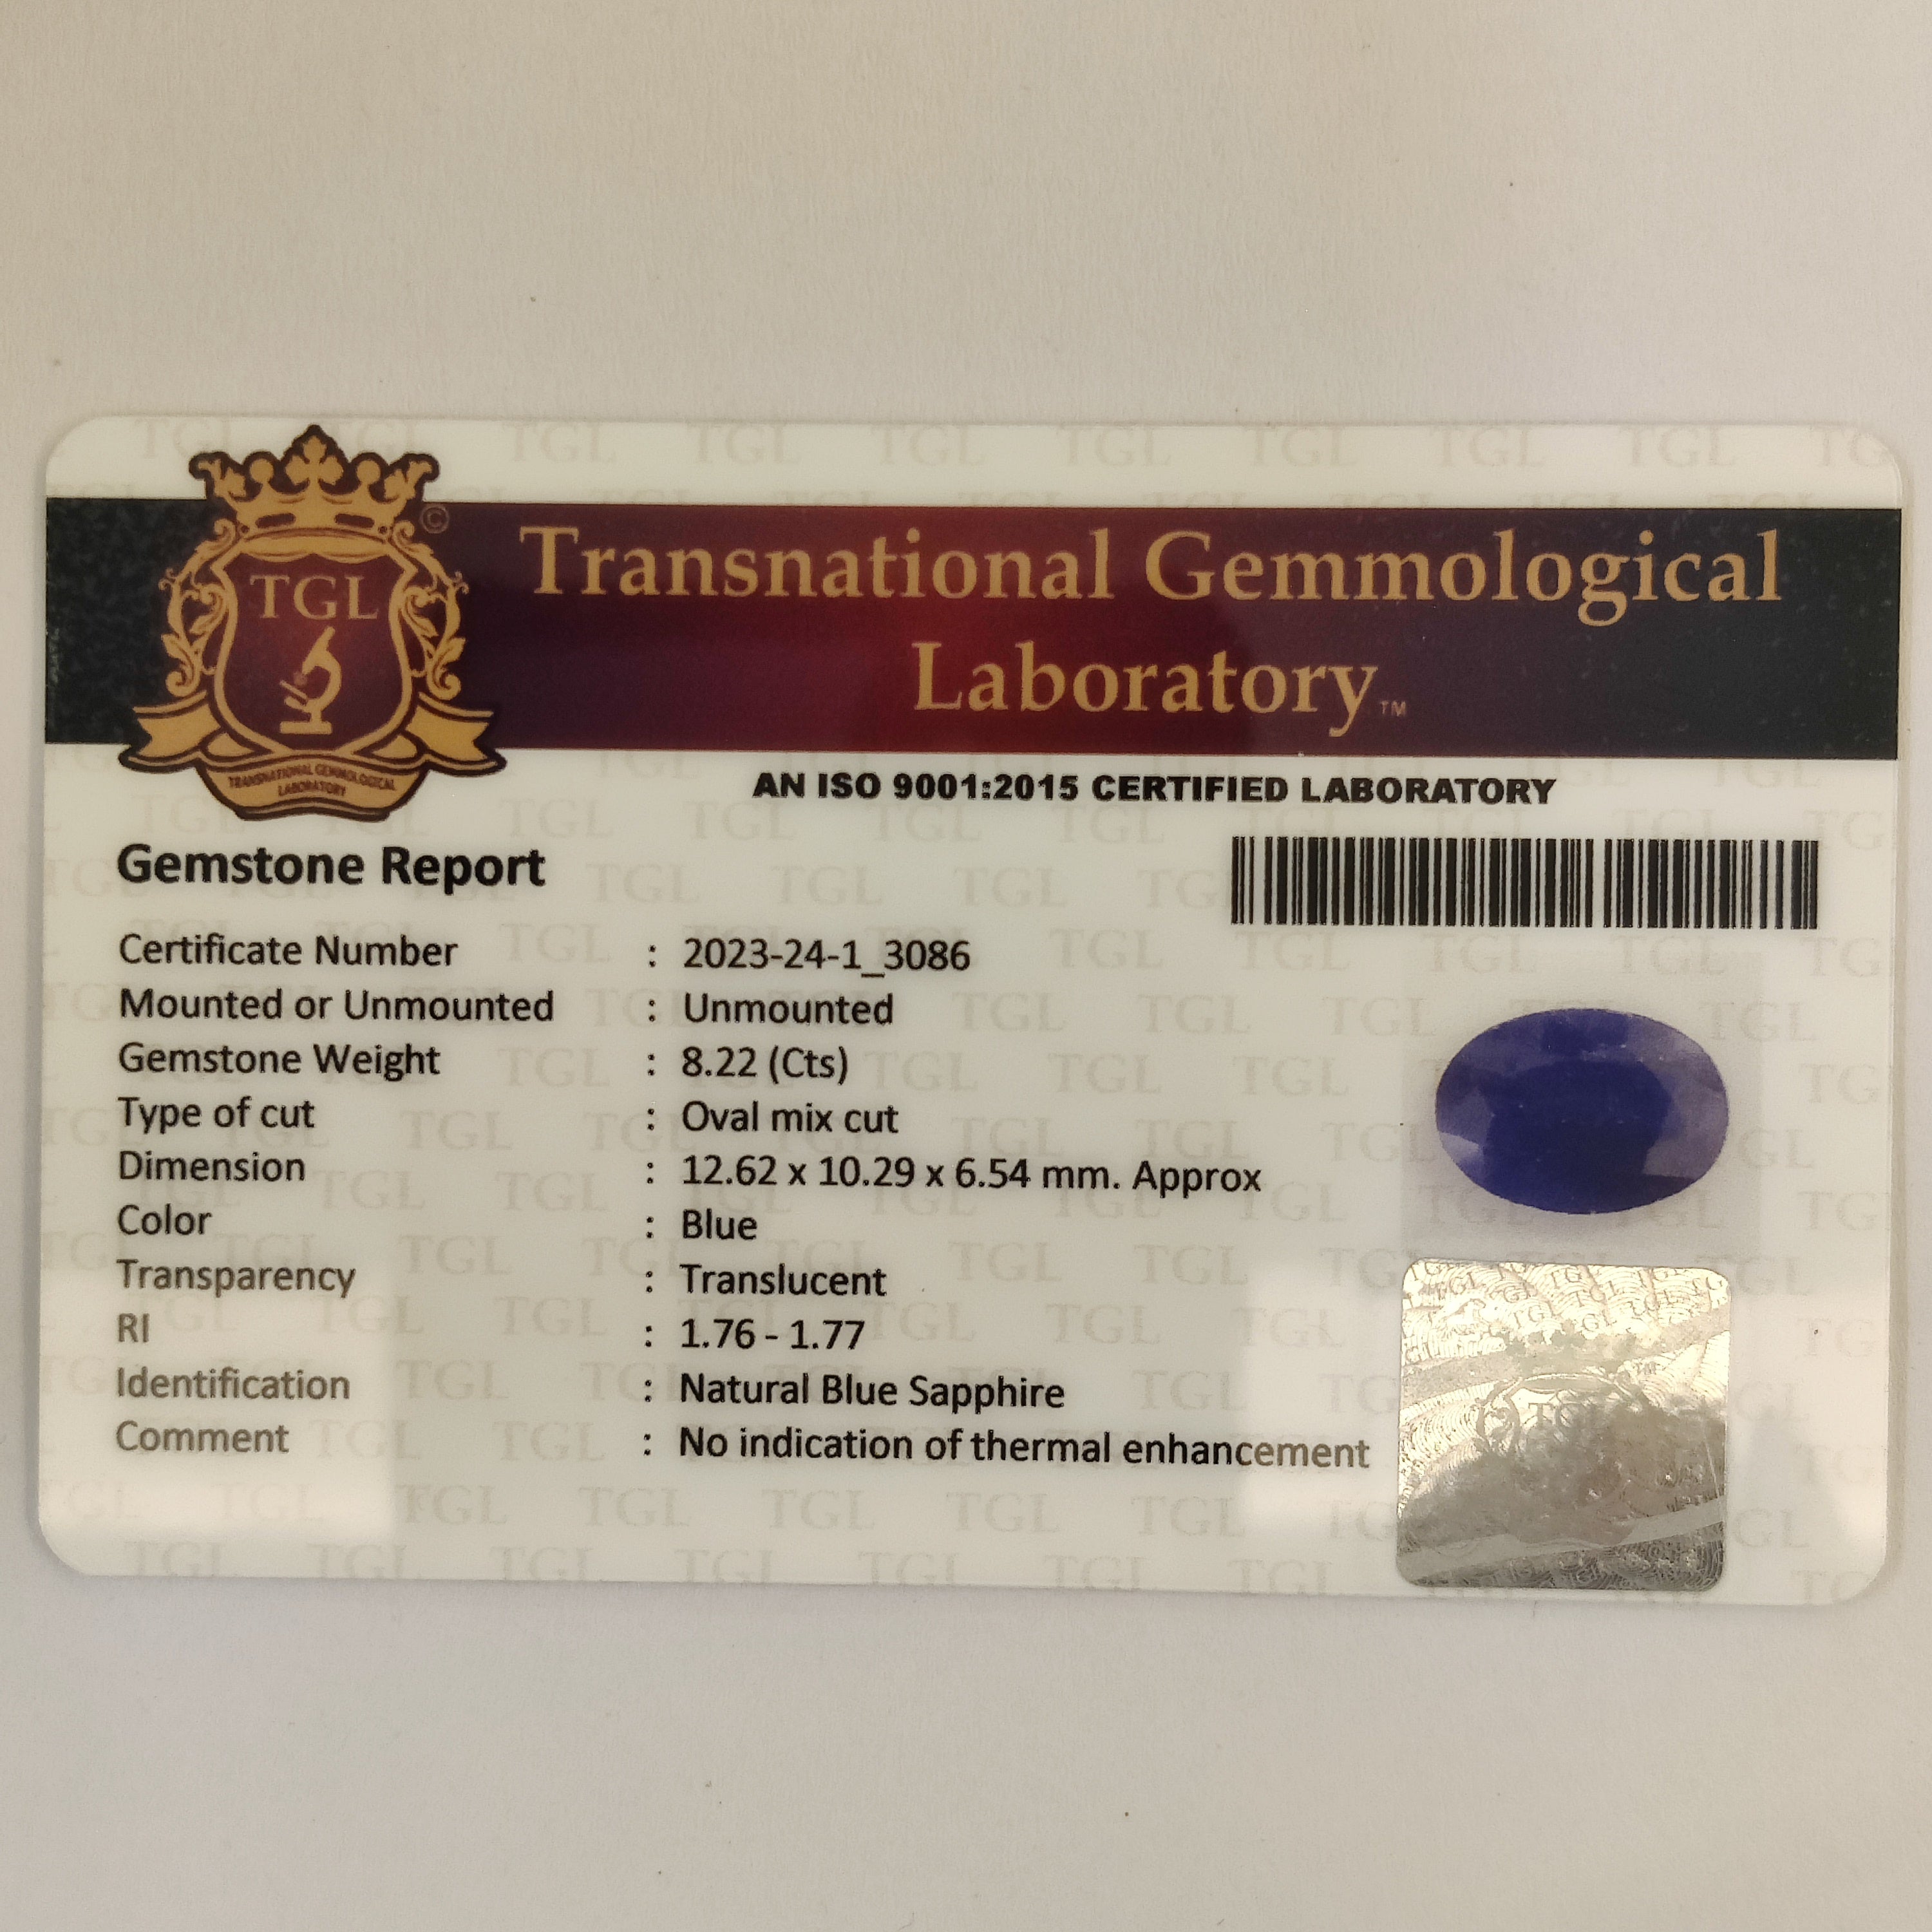 TGL
TRANSNATIONAL GEMMOLOGICAL
LABORATORY
©
Transnational Gemmological
Laboratory™
AN ISO 9001:2015 CERTIFIED LABORATORY
Gemstone Report
Certificate Number : 2023-24-1_3086
Mounted or Unmounted : Unmounted
Gemstone Weight : 8.22 (Cts)
Type of cut : Oval mix cut
Dimension : 12.62 x 10.29 x 6.54 mm. Approx
Color : Blue
Transparency : Translucent
RI : 1.76 - 1.77
Identification : Natural Blue Sapphire
Comment : No indication of thermal enhancement
TGL